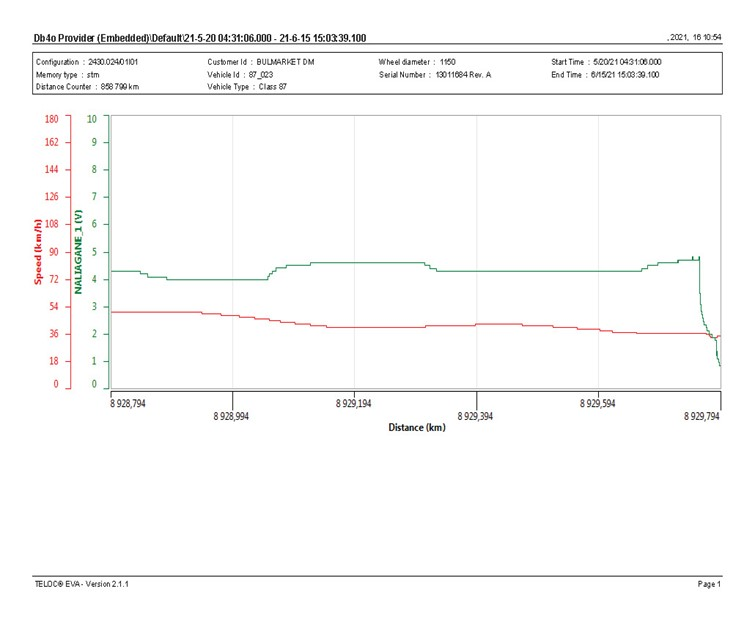 Db4o Provider (Embedded)\Default\21-5-20 04:31:06.000 - 21-6-15 15:03:39.100
, 2021, 16 10:54
Configuration : 2430.024/01/01
Customer Id : BULMARKET DM
Wheel diameter : 1150
Start Time : 5/20/21 04:31:06.000
Memory type : stm
Vehicle Id : 87_023
Serial Number : 13011684 Rev. A
End Time : 6/15/21 15:03:39.100
Distance Counter : 858 799 km
Vehicle Type : Class 87
Speed (km/h)
180
162
144
126
108
90
72
54
36
18
0
NALIAGANE_1 (V)
10
9
8
7
6
5
4
3
2
1
0
8 928,794
8 928,994
8 929,194
8 929,394
8 929,594
8 929,794
Distance (km)
TELOC® EVA - Version 2.1.1
Page 1